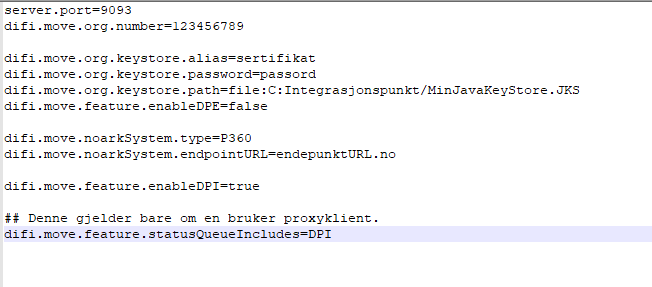 server.port=9093
difi.move.org.number=123456789
difi.move.org.keystore.alias=sertifikat
difi.move.org.keystore.password=passord
difi.move.org.keystore.path=file:C:Integrasjonspunkt/MinJavaKeyStore.JKS
difi.move.feature.enableDPE=false
difi.move.noarkSystem.type=P360
difi.move.noarkSystem.endpointURL=endepunktURL.no
difi.move.feature.enableDPI=true
## Denne gjelder bare om en bruker proxyklient.
difi.move.feature.statusQueueIncludes=DPI